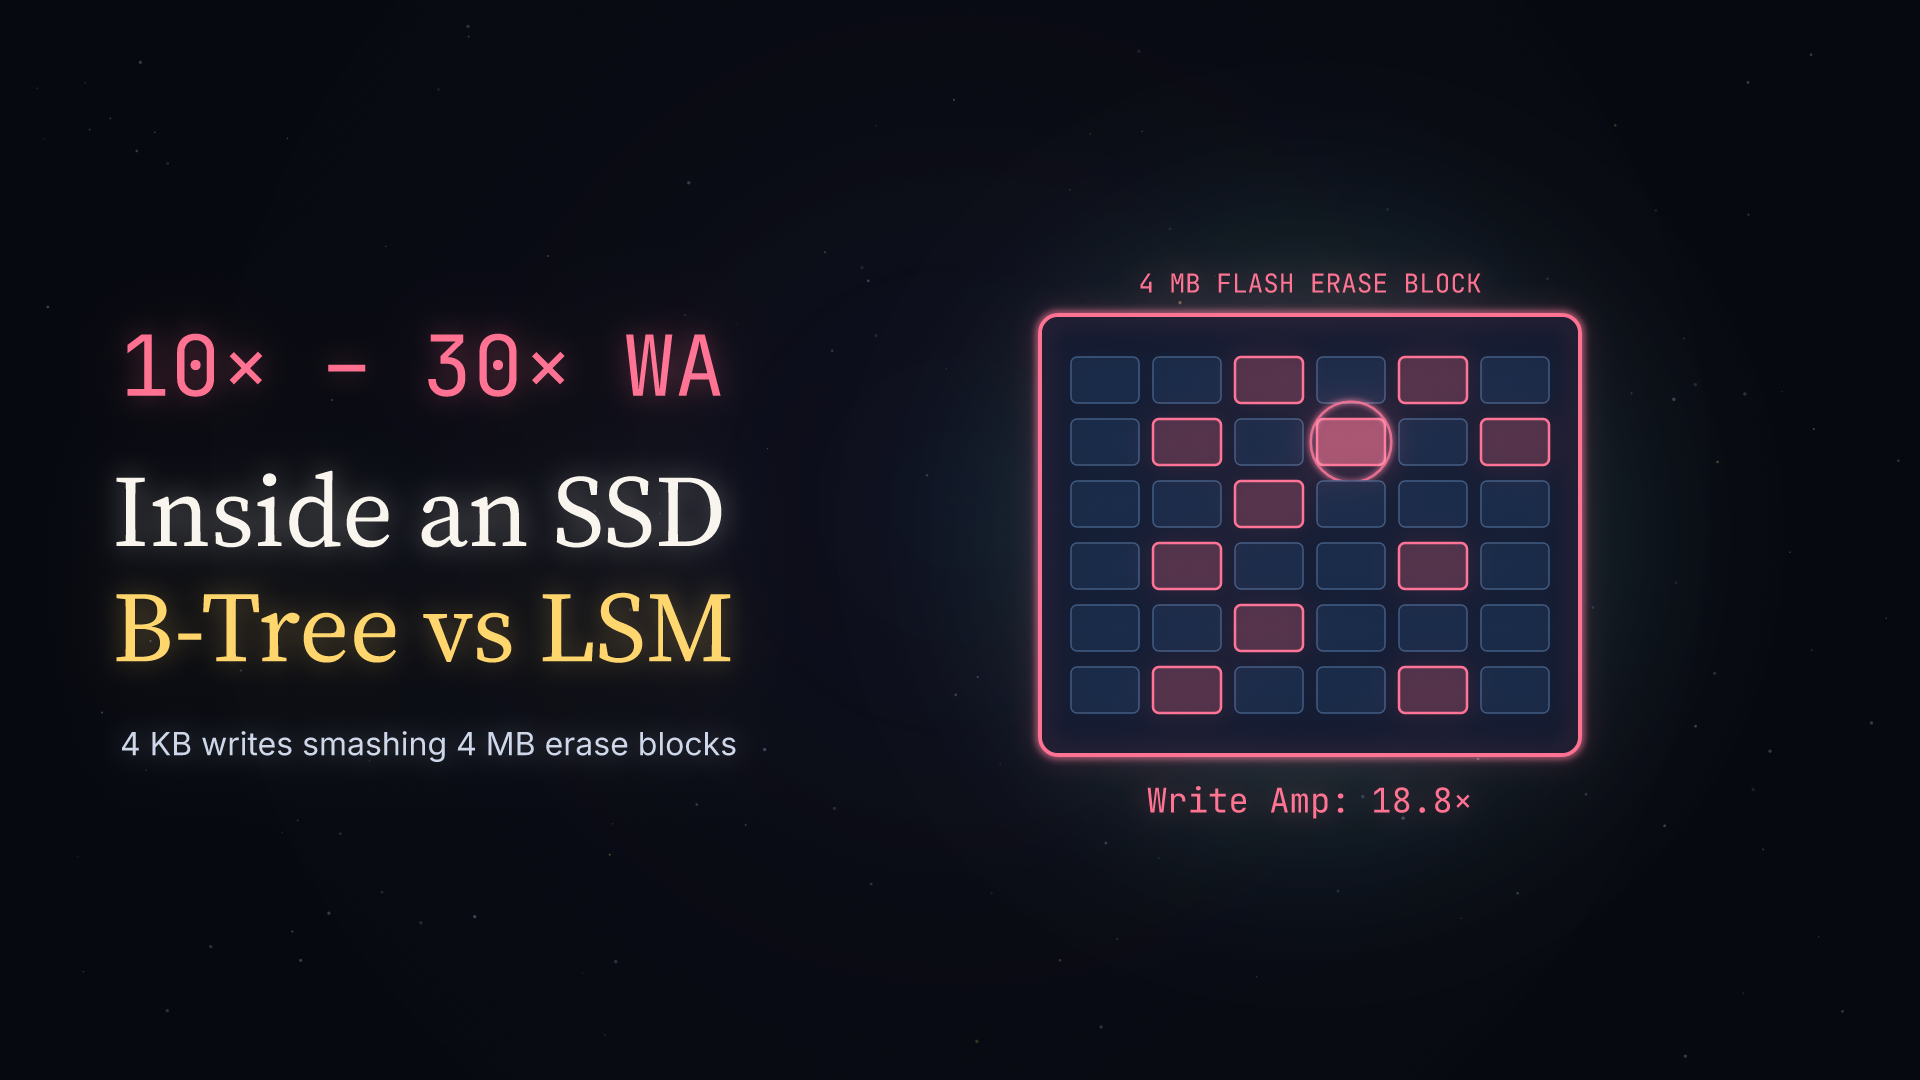 10× – 30× WA
Inside an SSD
B-Tree vs LSM
4 KB writes smashing 4 MB erase blocks
4 MB FLASH ERASE BLOCK
Write Amp: 18.8×